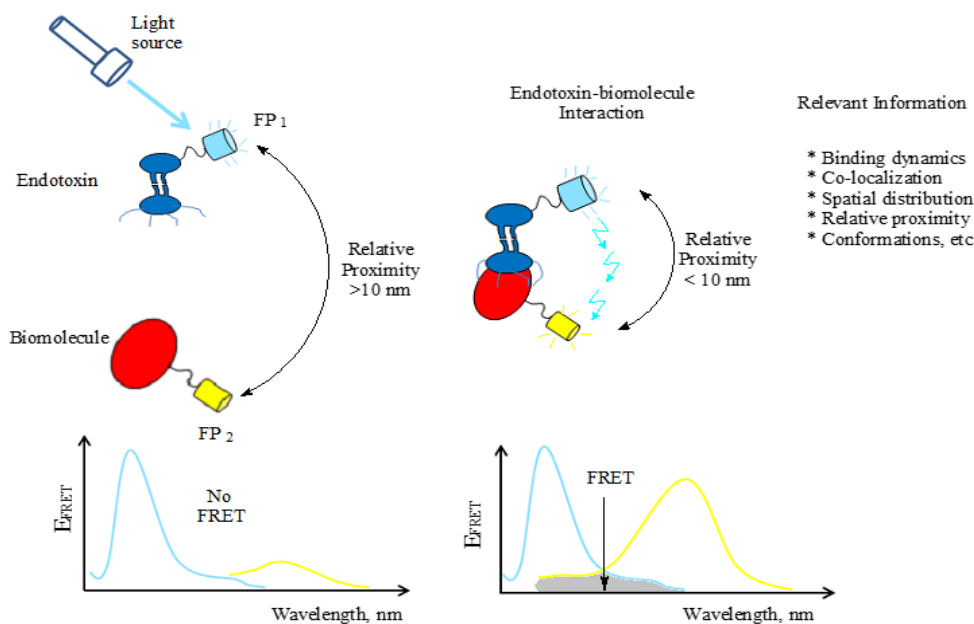 Light
source
FP 1
Endotoxin
Relative
Proximity
>10 nm
Biomolecule
FP 2
Endotoxin-biomolecule
Interaction
Relative
Proximity
< 10 nm
Relevant Information
* Binding dynamics
* Co-localization
* Spatial distribution
* Relative proximity
* Conformations, etc
EFRET
No
FRET
Wavelength, nm
EFRET
FRET
Wavelength, nm